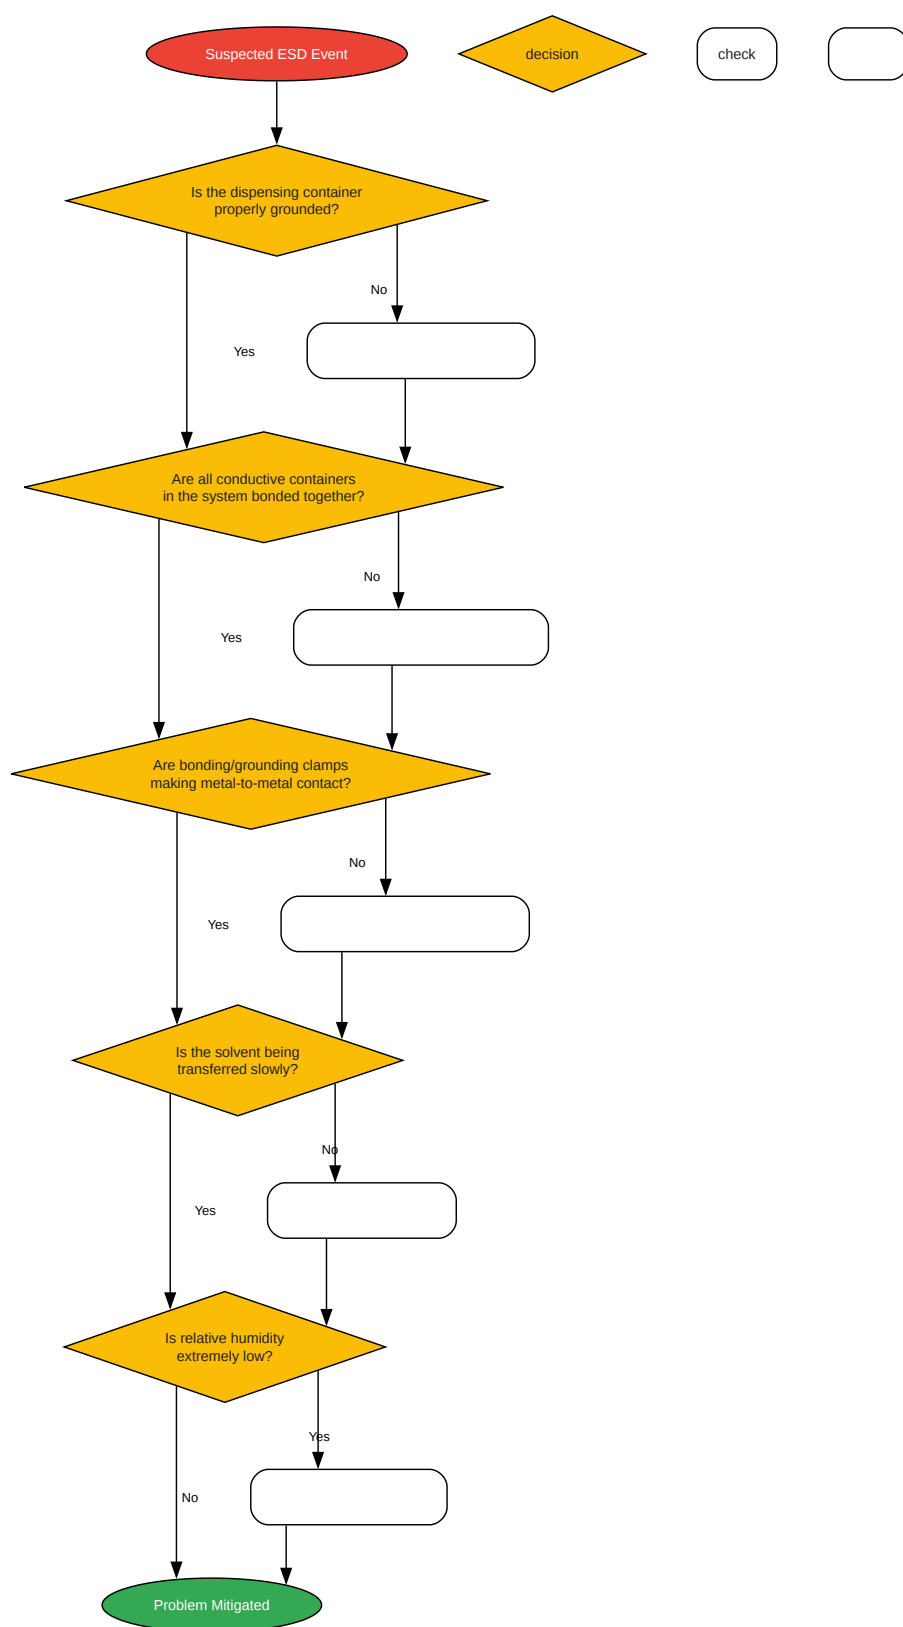 Suspected ESD Event
decision
check
Is the dispensing container
properly grounded?
No
Yes
Are all conductive containers
in the system bonded together?
No
Yes
Are bonding/grounding clamps
making metal-to-metal contact?
No
Yes
Is the solvent being
transferred slowly?
No
Yes
Is relative humidity
extremely low?
Yes
No
Problem Mitigated